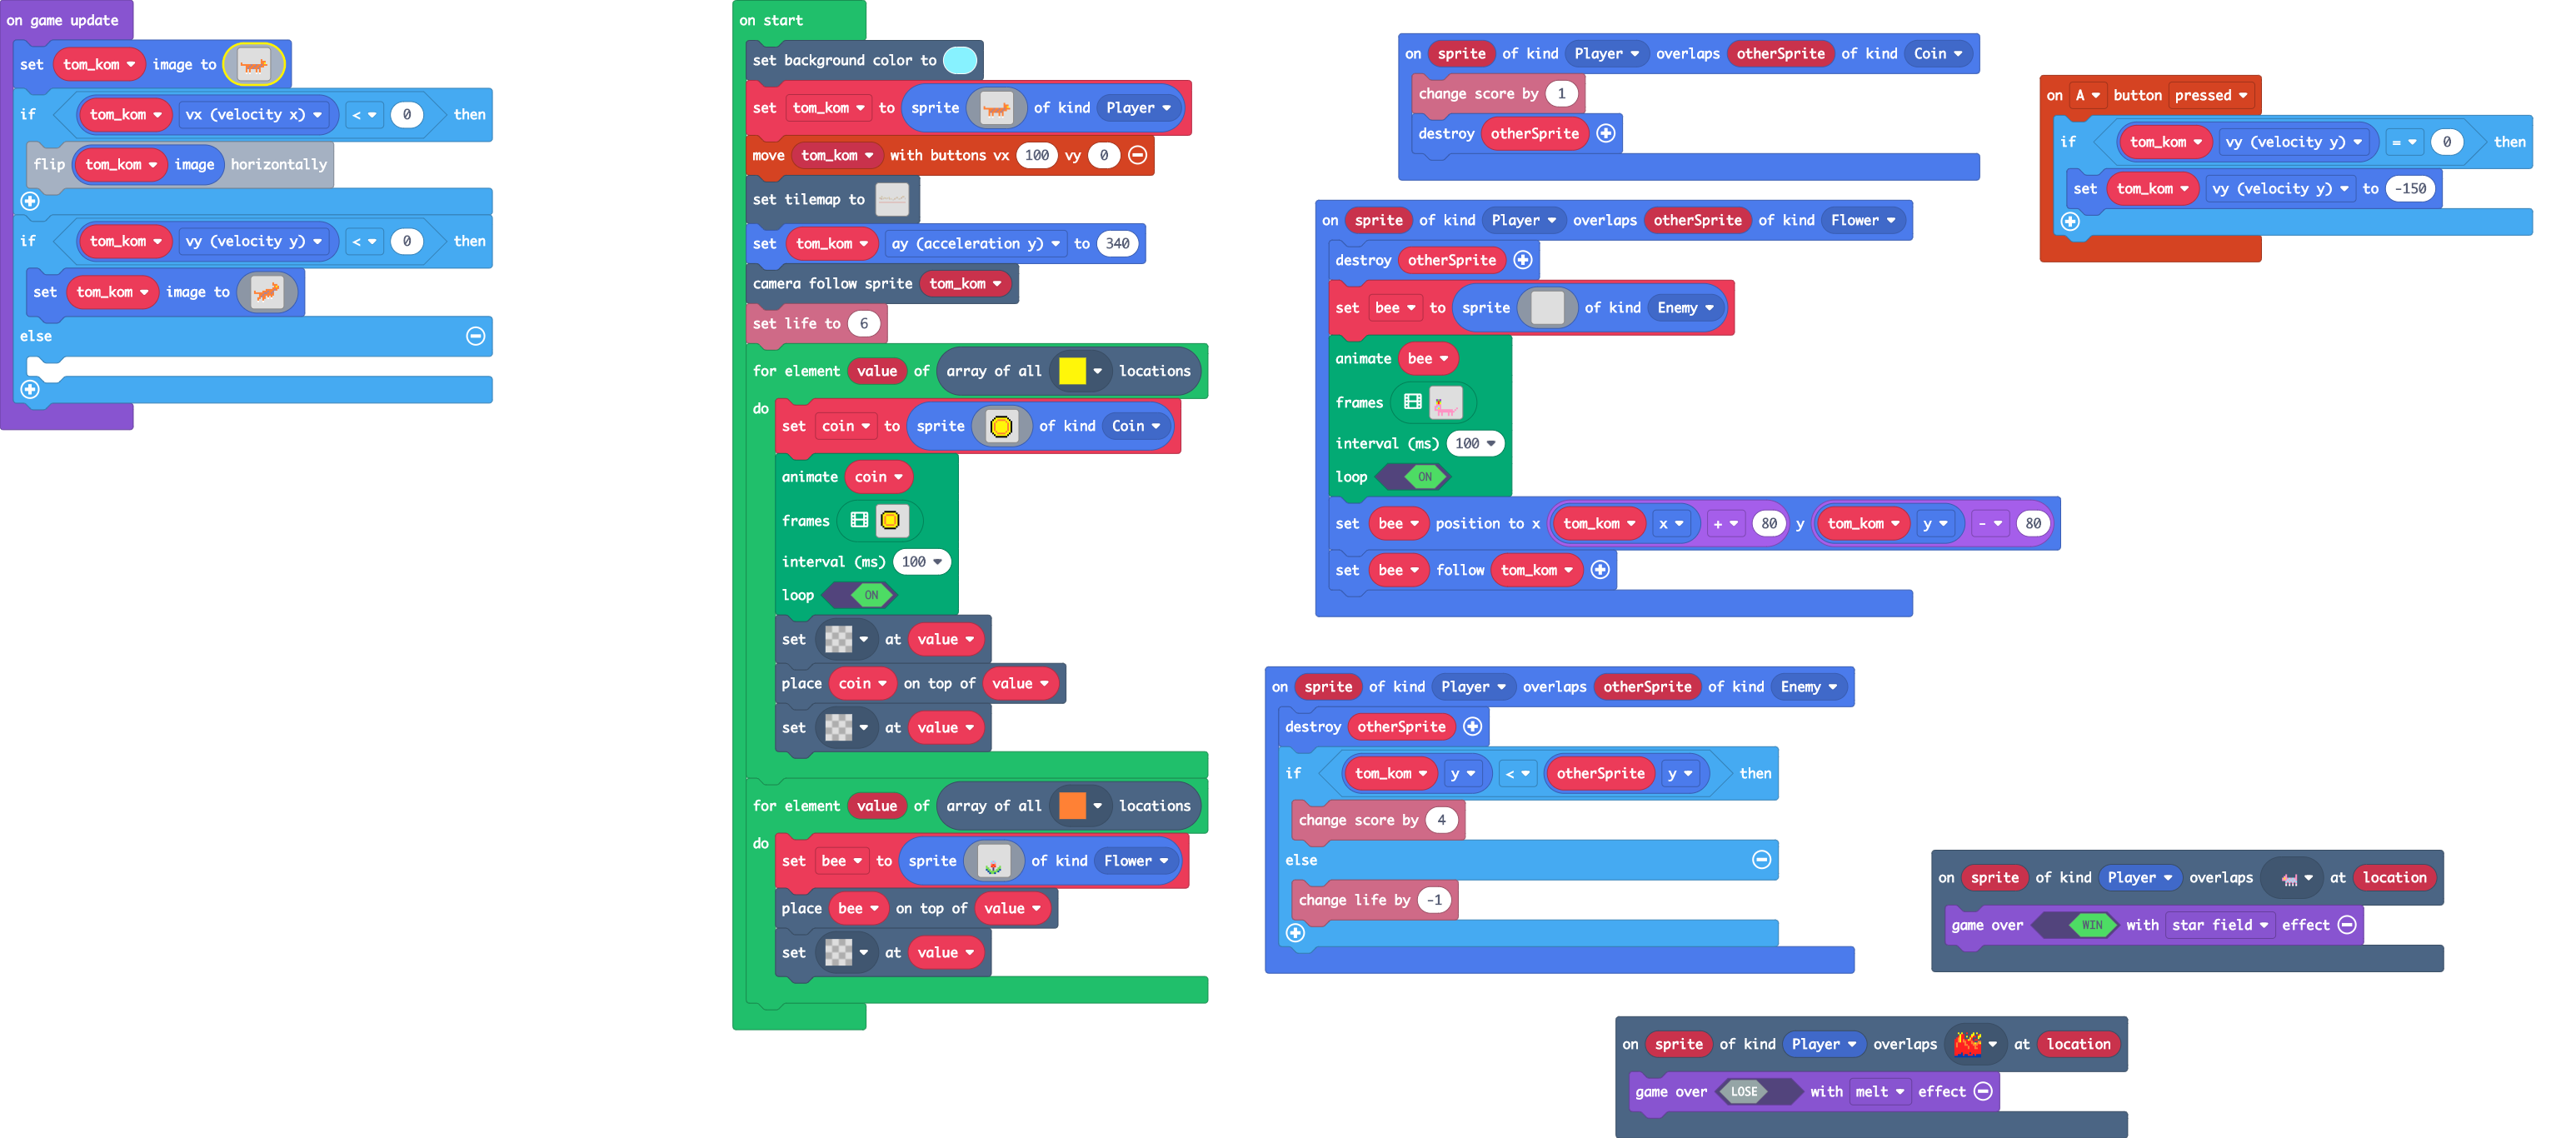 on game update
set tom_kom image to
if tom_kom vx (velocity x) < 0 then
flip tom_kom image horizontally
if tom_kom vy (velocity y) < 0 then
set tom_kom image to
else
on start
set background color to
set tom_kom to sprite of kind Player
move tom_kom with buttons vx 100 vy 0
set tilemap to
set tom_kom ay (acceleration y) to 340
camera follow sprite tom_kom
set life to 6
for element value of array of all locations
do
set coin to sprite of kind Coin
animate coin
frames
interval (ms) 100
loop ON
set at value
place coin on top of value
set at value
for element value of array of all locations
do
set bee to sprite of kind Flower
place bee on top of value
set at value
on sprite of kind Player overlaps otherSprite of kind Coin
change score by 1
destroy otherSprite
on sprite of kind Player overlaps otherSprite of kind Flower
destroy otherSprite
set bee to sprite of kind Enemy
animate bee
frames
interval (ms) 100
loop ON
set bee position to x tom_kom x + 80 y tom_kom y - 80
set bee follow tom_kom
on sprite of kind Player overlaps otherSprite of kind Enemy
destroy otherSprite
if tom_kom y < otherSprite y then
change score by 4
else
change life by -1
on A button pressed
if tom_kom vy (velocity y) = 0 then
set tom_kom vy (velocity y) to -150
on sprite of kind Player overlaps at location
game over WIN with star field effect
on sprite of kind Player overlaps at location
game over LOSE with melt effect